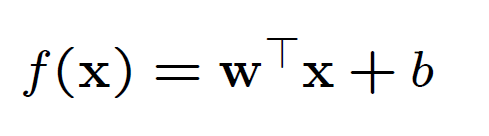 f(𝐱) = 𝐰⊤𝐱 + b